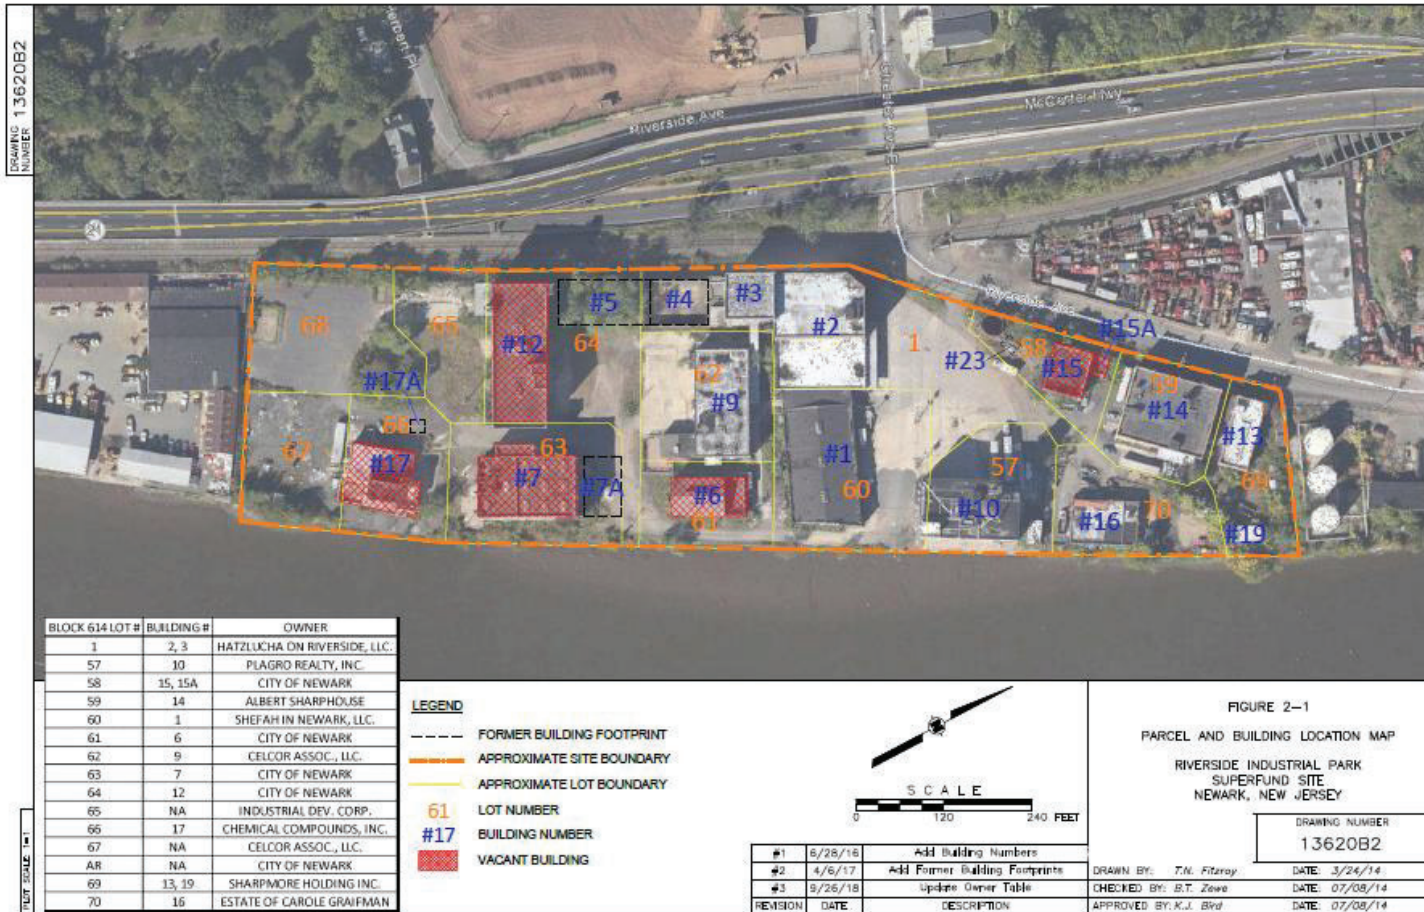 DRAWING NUMBER 13620B2
Herbert Pl
Riverside Ave
McCarter Hwy
Chester Ave
21
Riverside Ave
68
65
#12
#5
#4
#3
#2
64
1
#23
58
#15
#15A
59
#14
#13
#17A
62
#9
66
67
#17
63
#7
#7A
#6
61
#1
60
57
#10
#16
70
69
#19
BLOCK 614 LOT # BUILDING # OWNER
1 2, 3 HATZLUCHA ON RIVERSIDE, LLC.
57 10 PLAGRO REALTY, INC.
58 15, 15A CITY OF NEWARK
59 14 ALBERT SHARPHOUSE
60 1 SHEFAH IN NEWARK, LLC.
61 6 CITY OF NEWARK
62 9 CELCOR ASSOC., LLC.
63 7 CITY OF NEWARK
64 12 CITY OF NEWARK
65 NA INDUSTRIAL DEV. CORP.
66 17 CHEMICAL COMPOUNDS, INC.
67 NA CELCOR ASSOC., LLC.
AR NA CITY OF NEWARK
69 13, 19 SHARPMORE HOLDING INC.
70 16 ESTATE OF CAROLE GRAIFMAN
LEGEND
FORMER BUILDING FOOTPRINT
APPROXIMATE SITE BOUNDARY
APPROXIMATE LOT BOUNDARY
61 LOT NUMBER
#17 BUILDING NUMBER
VACANT BUILDING
SCALE
0 120 240 FEET
#1 6/28/16 Add Building Numbers
#2 4/6/17 Add Former Building Footprints
#3 9/26/18 Update Owner Table
REVISION DATE DESCRIPTION
FIGURE 2-1
PARCEL AND BUILDING LOCATION MAP
RIVERSIDE INDUSTRIAL PARK
SUPERFUND SITE
NEWARK, NEW JERSEY
DRAWING NUMBER
13620B2
DRAWN BY: T.N. Fitzroy DATE: 3/24/14
CHECKED BY: B.T. Zewe DATE: 07/08/14
APPROVED BY: K.J. Bird DATE: 07/08/14
PLOT SCALE 1=1